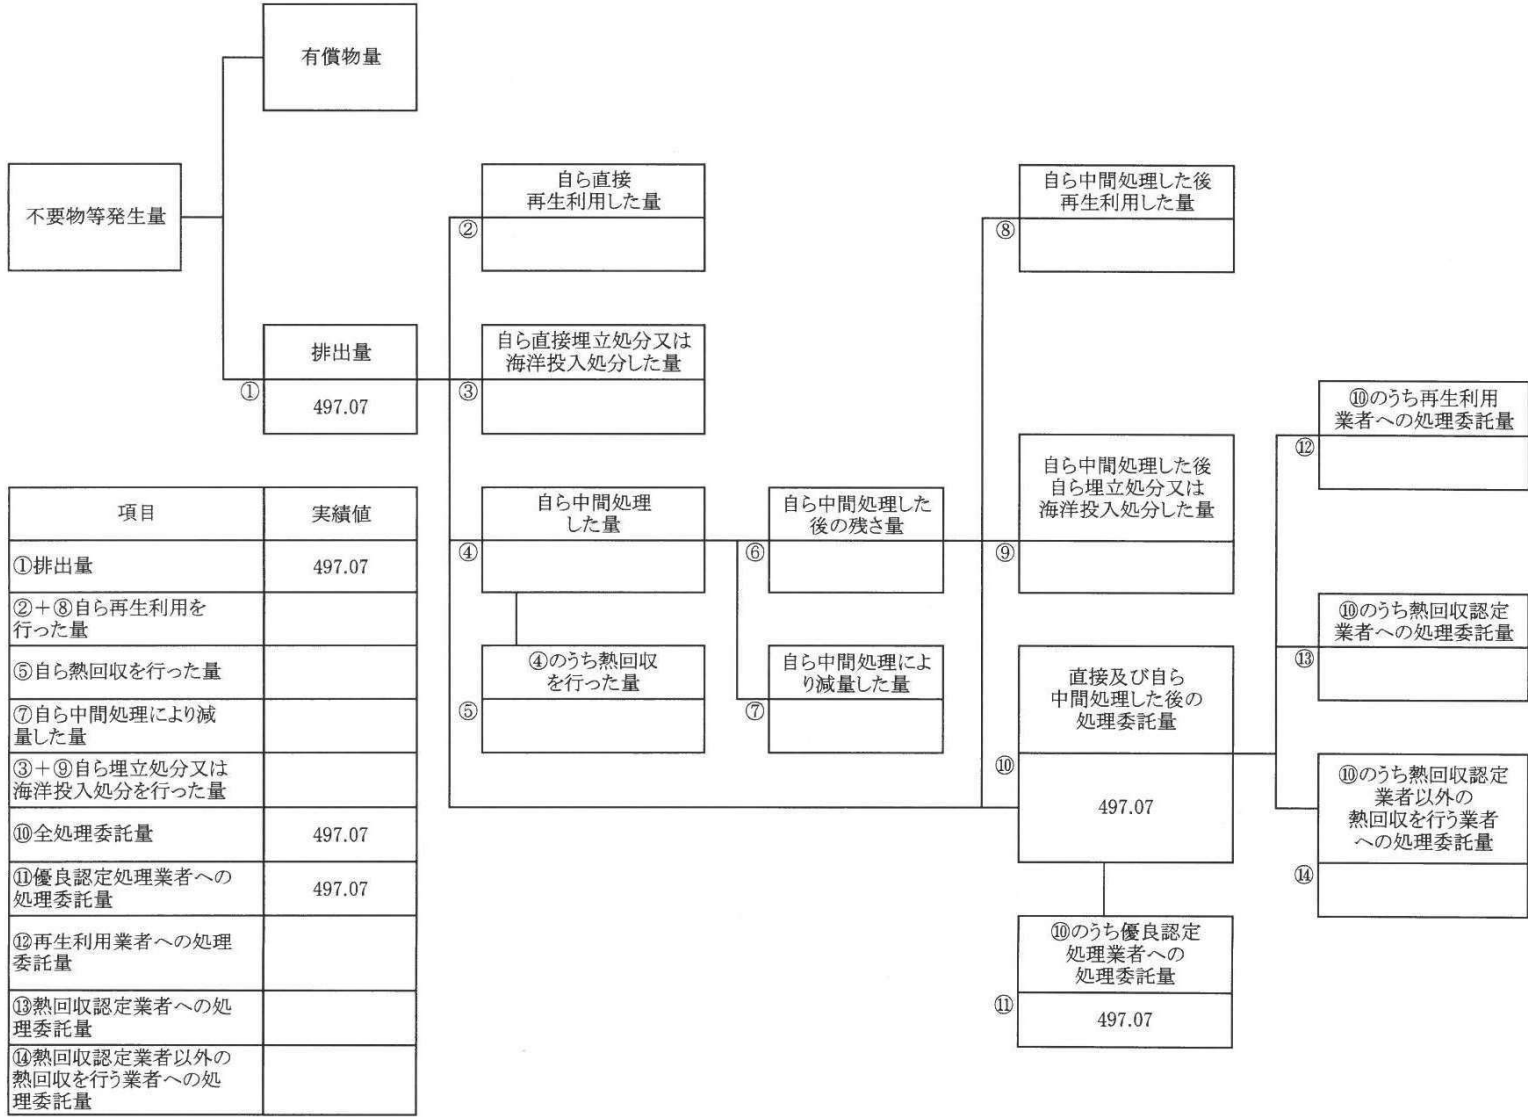 有償物量
不要物等発生量
排出量
①
497.07
自ら直接
再生利用した量
②
自ら直接埋立処分又は
海洋投入処分した量
③
自ら中間処理
した量
④
④のうち熱回収
を行った量
⑤
自ら中間処理した
後の残さ量
⑥
自ら中間処理によ
り減量した量
⑦
自ら中間処理した後
再生利用した量
⑧
自ら中間処理した後
自ら埋立処分又は
海洋投入処分した量
⑨
直接及び自ら
中間処理した後の
処理委託量
⑩
497.07
⑩のうち優良認定
処理業者への
処理委託量
⑪
497.07
⑩のうち再生利用
業者への処理委託量
⑫
⑩のうち熱回収認定
業者への処理委託量
⑬
⑩のうち熱回収認定
業者以外の
熱回収を行う業者
への処理委託量
⑭
項目 実績値
①排出量 497.07
②+⑧自ら再生利用を
行った量
⑤自ら熱回収を行った量
⑦自ら中間処理により減
量した量
③+⑨自ら埋立処分又は
海洋投入処分を行った量
⑩全処理委託量 497.07
⑪優良認定処理業者への
処理委託量 497.07
⑫再生利用業者への処理
委託量
⑬熱回収認定業者への処
理委託量
⑭熱回収認定業者以外の
熱回収を行う業者への処
理委託量